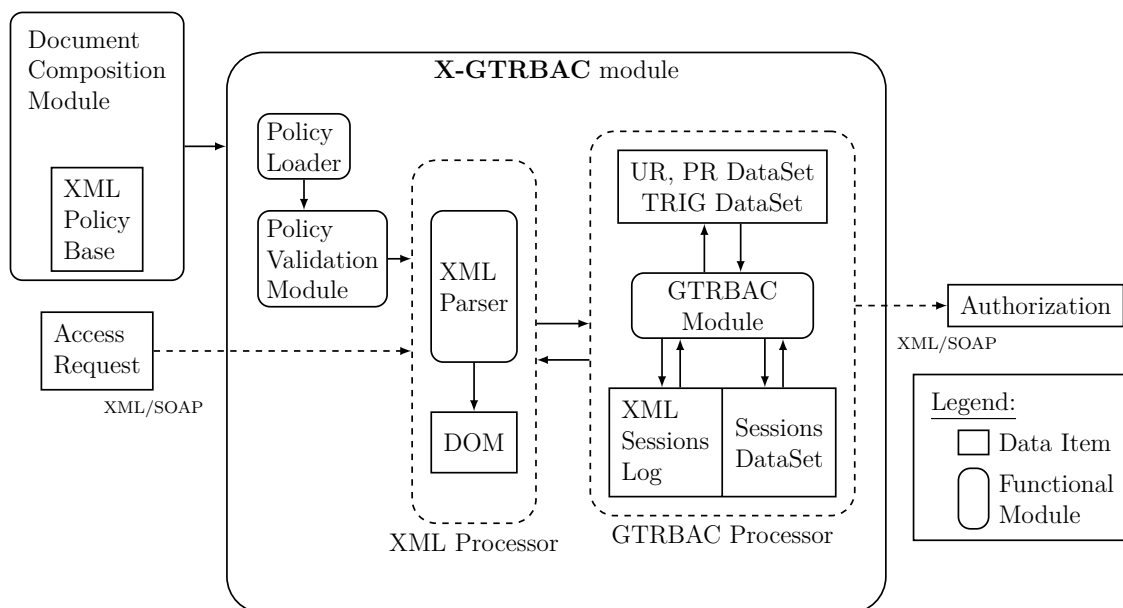 Document
Composition
Module
XML
Policy
Base
Access
Request
XML/SOAP
X-GTRBAC module
Policy
Loader
Policy
Validation
Module
XML
Parser
DOM
XML Processor
UR, PR DataSet
TRIG DataSet
GTRBAC
Module
XML
Sessions
Log
Sessions
DataSet
GTRBAC Processor
Authorization
XML/SOAP
Legend:
Data Item
Functional
Module